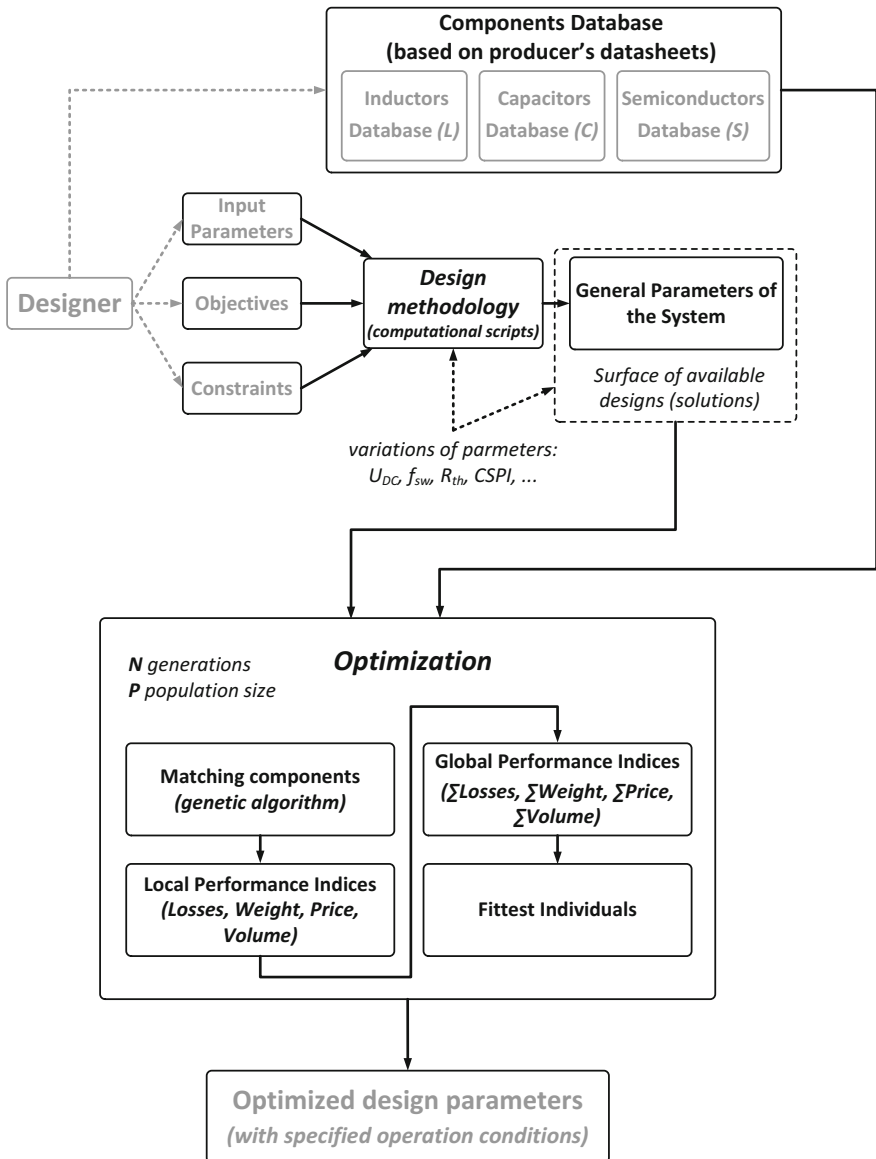 Components Database
(based on producer's datasheets)
Inductors
Database (L)
Capacitors
Database (C)
Semiconductors
Database (S)
Input
Parameters
Designer
Objectives
Constraints
Design
methodology
(computational scripts)
General Parameters of
the System
Surface of available
designs (solutions)
variations of parmeters:
U_DC, f_sw, R_th, CSPI, ...
Optimization
N generations
P population size
Matching components
(genetic algorithm)
Local Performance Indices
(Losses, Weight, Price,
Volume)
Global Performance Indices
(∑Losses, ∑Weight, ∑Price,
∑Volume)
Fittest Individuals
Optimized design parameters
(with specified operation conditions)